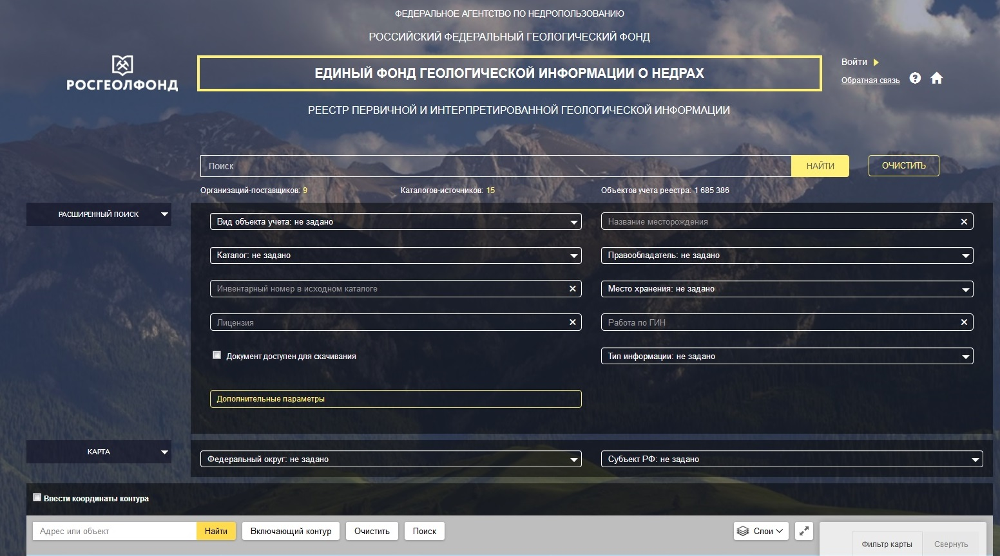 ФЕДЕРАЛЬНОЕ АГЕНТСТВО ПО НЕДРОПОЛЬЗОВАНИЮ
РОССИЙСКИЙ ФЕДЕРАЛЬНЫЙ ГЕОЛОГИЧЕСКИЙ ФОНД
РОСГЕОЛФОНД
ЕДИНЫЙ ФОНД ГЕОЛОГИЧЕСКОЙ ИНФОРМАЦИИ О НЕДРАХ
Войти
Обратная связь ?
РЕЕСТР ПЕРВИЧНОЙ И ИНТЕРПРЕТИРОВАННОЙ ГЕОЛОГИЧЕСКОЙ ИНФОРМАЦИИ
Поиск НАЙТИ ОЧИСТИТЬ
Организаций-поставщиков: 9 Каталогов-источников: 15 Объектов учета реестра: 1 685 386
РАСШИРЕННЫЙ ПОИСК
Вид объекта учета: не задано Название месторождения
Каталог: не задано Правообладатель: не задано
Инвентарный номер в исходном каталоге Место хранения: не задано
Лицензия Работа по ГИН
Документ доступен для скачивания Тип информации: не задано
Дополнительные параметры
КАРТА Федеральный округ: не задано Субъект РФ: не задано
Ввести координаты контура
Адрес или объект Найти Включающий контур Очистить Поиск Слои
Фильтр карты Свернуть